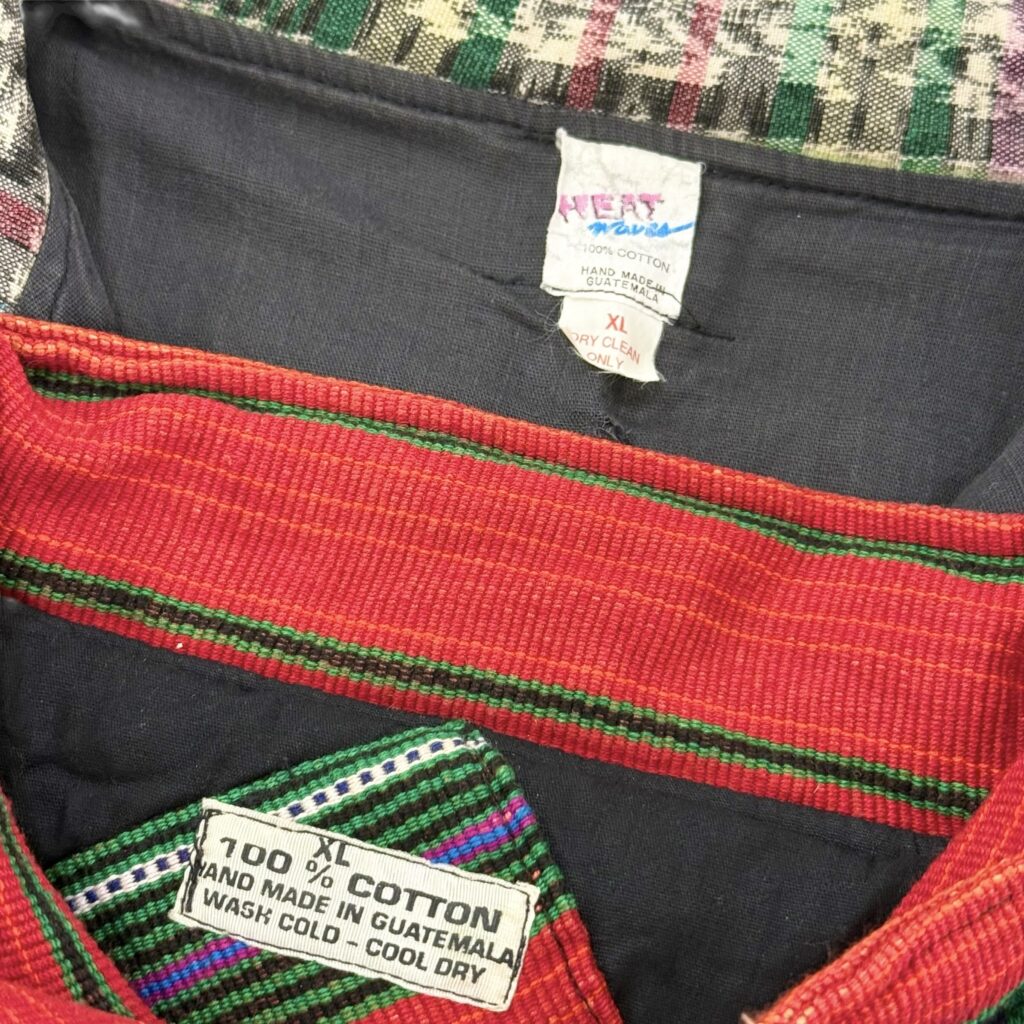 HEAT
waves
100% COTTON
HAND MADE IN
GUATEMALA
XL
DRY CLEAN
ONLY
XL
100 % COTTON
HAND MADE IN GUATEMALA
WASH COLD - COOL DRY